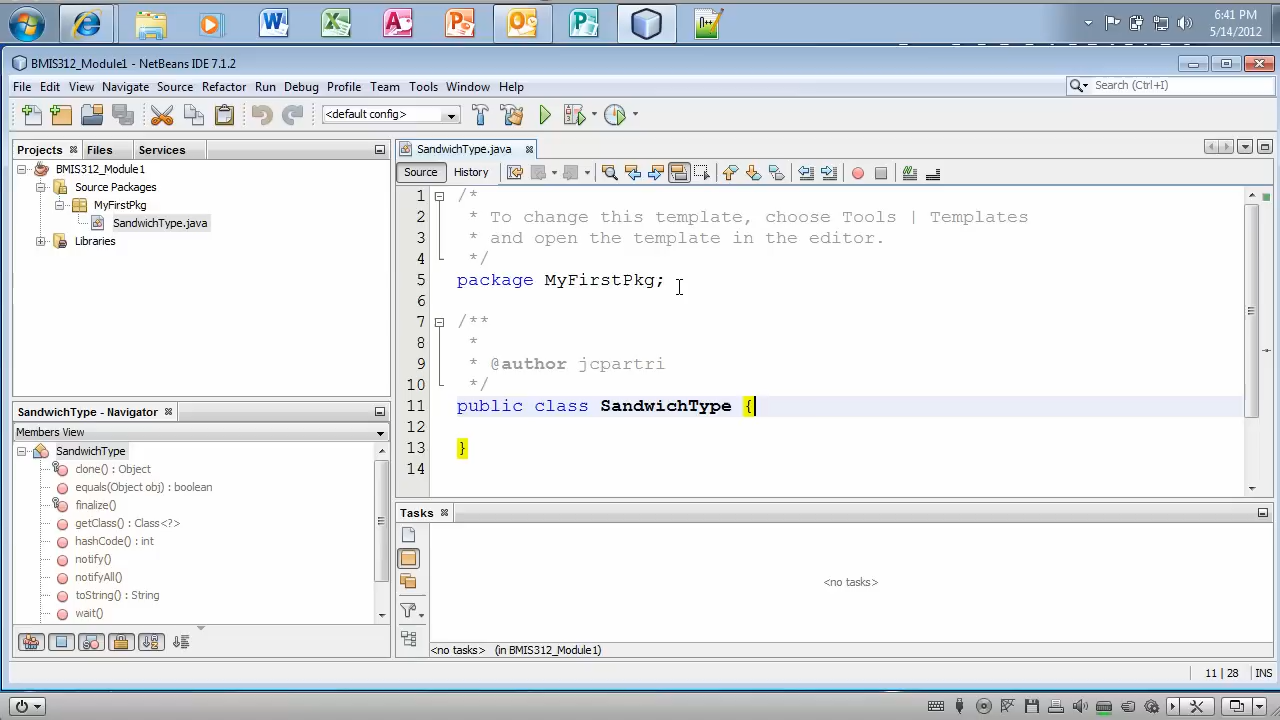 6:41 PM
5/14/2012
BMIS312_Module1 - NetBeans IDE 7.1.2
File Edit View Navigate Source Refactor Run Debug Profile Team Tools Window Help
Search (Ctrl+I)
<default config>
Projects Files Services
BMIS312_Module1
Source Packages
MyFirstPkg
SandwichType.java
Libraries
SandwichType.java
Source History
1 /*
2 * To change this template, choose Tools | Templates
3 * and open the template in the editor.
4 */
5 package MyFirstPkg;
6
7 /**
8 *
9 * @author jcpartri
10 */
11 public class SandwichType {
12
13 }
14
SandwichType - Navigator
Members View
SandwichType
clone() : Object
equals(Object obj) : boolean
finalize()
getClass() : Class<?>
hashCode() : int
notify()
notifyAll()
toString() : String
wait()
Tasks
<no tasks>
<no tasks> (in BMIS312_Module1)
11 | 28 INS